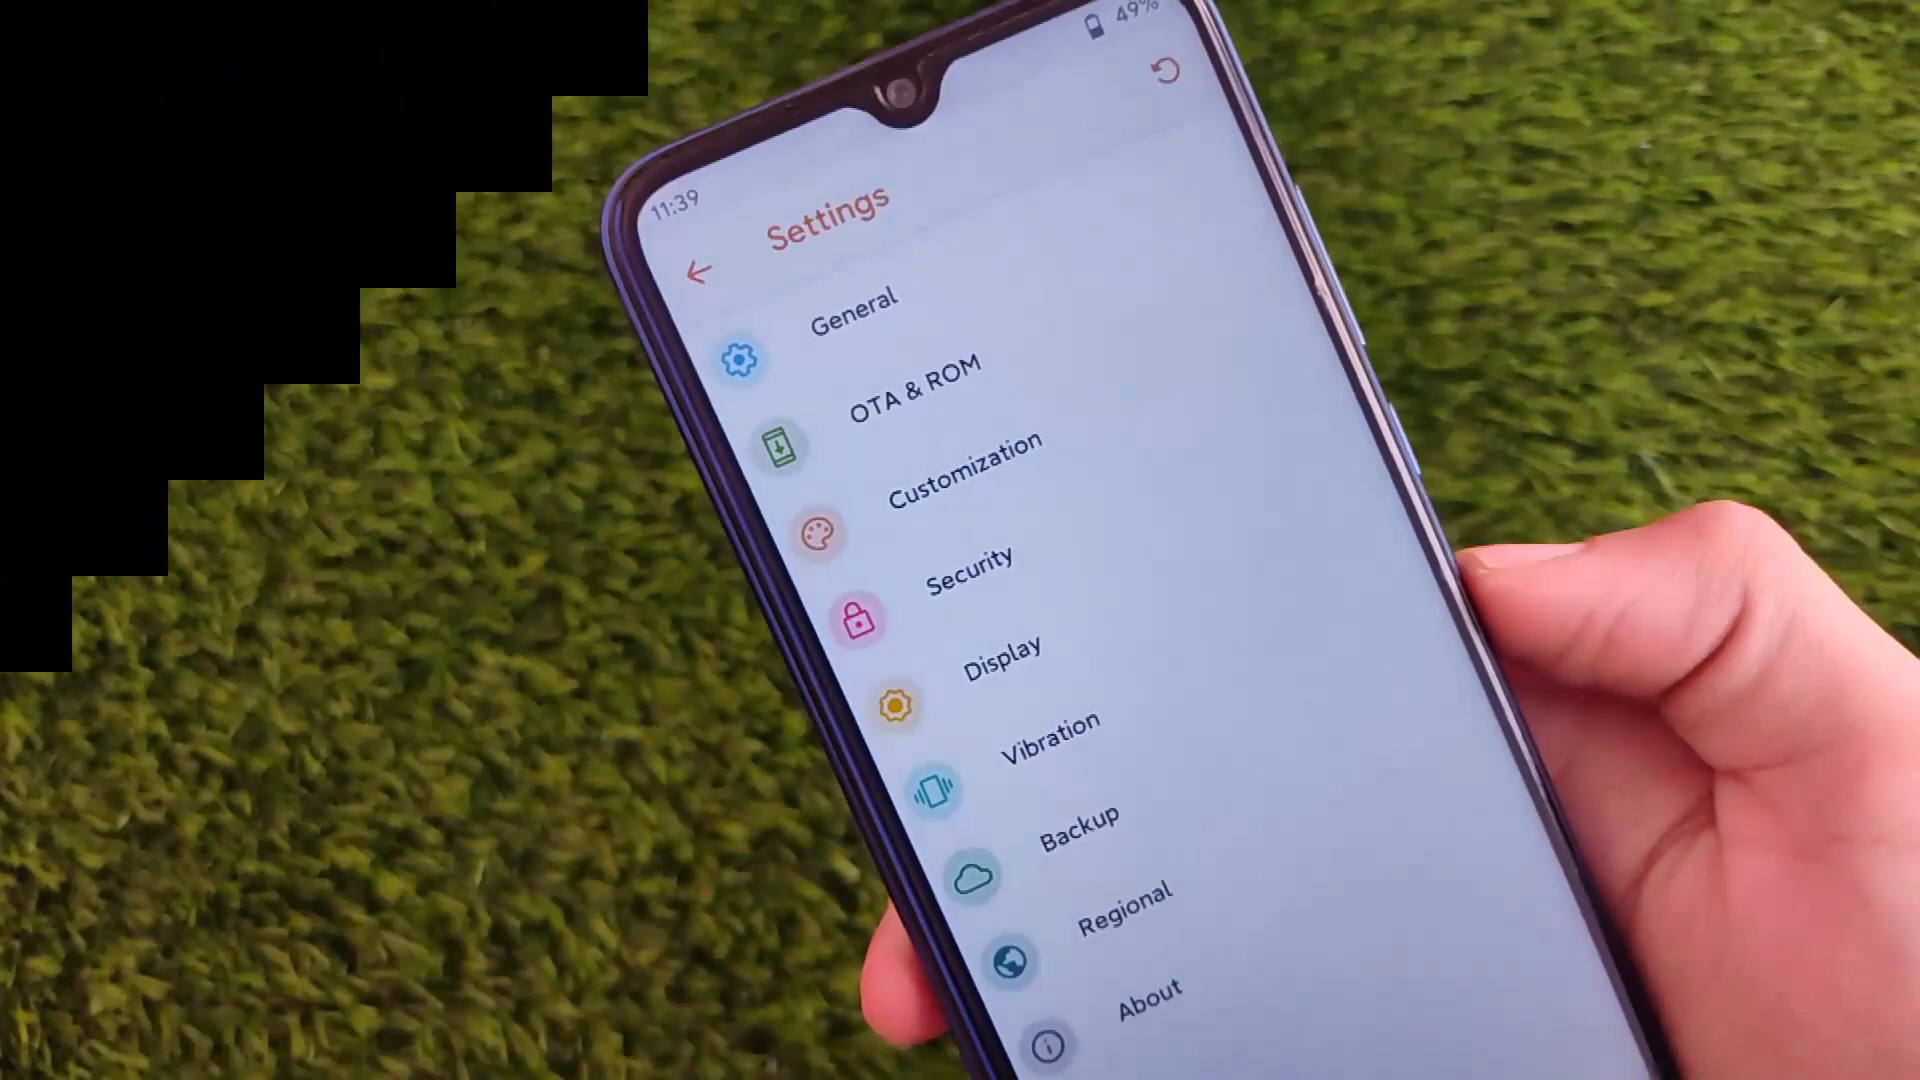 49%
11:39
Settings
General
OTA & ROM
Customization
Security
Display
Vibration
Backup
Regional
About